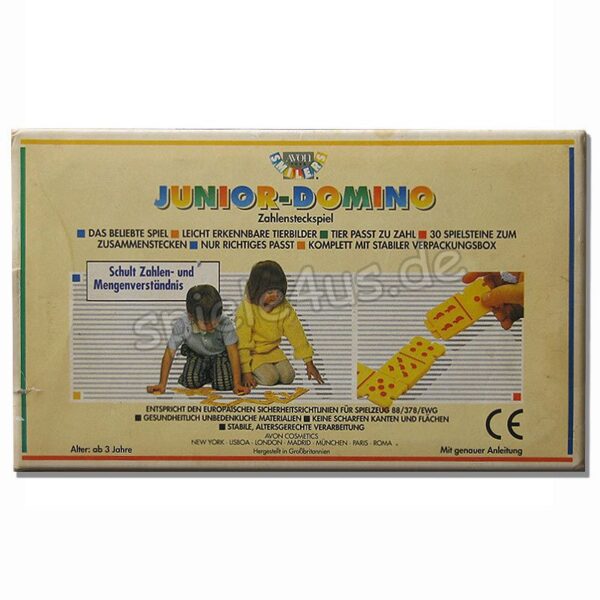 AVON
SMILERS
JUNIOR-DOMINO
Zahlensteckspiel
DAS BELIEBTE SPIEL LEICHT ERKENNBARE TIERBILDER TIER PASST ZU ZAHL 30 SPIELSTEINE ZUM
ZUSAMMENSTECKEN NUR RICHTIGES PASST KOMPLETT MIT STABILER VERPACKUNGSBOX
Schult Zahlen- und
Mengenverständnis
spiele4us.de
ENTSPRICHT DEN EUROPÄISCHEN SICHERHEITSRICHTLINIEN FÜR SPIELZEUG 88/378/EWG
GESUNDHEITLICH UNBEDENKLICHE MATERIALIEN KEINE SCHARFEN KANTEN UND FLÄCHEN
STABILE, ALTERSGERECHTE VERARBEITUNG
AVON COSMETICS
NEW YORK · LISBOA · LONDON · MADRID · MÜNCHEN · PARIS · ROMA
Hergestellt in Großbritannien
CE
Alter: ab 3 Jahre
Mit genauer Anleitung